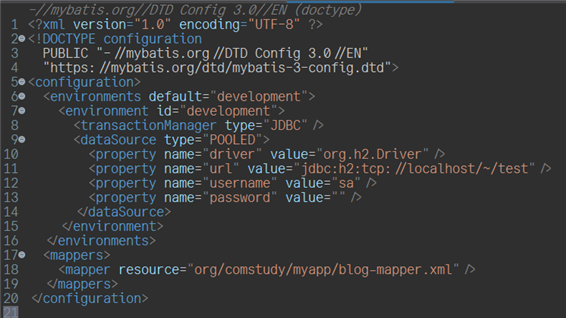 -//mybatis.org//DTD Config 3.0//EN (doctype)
1 <?xml version="1.0" encoding="UTF-8" ?>
2 <!DOCTYPE configuration
3 PUBLIC "-//mybatis.org//DTD Config 3.0//EN"
4 "https://mybatis.org/dtd/mybatis-3-config.dtd">
5 <configuration>
6 <environments default="development">
7 <environment id="development">
8 <transactionManager type="JDBC"/>
9 <dataSource type="POOLED">
10 <property name="driver" value="org.h2.Driver"/>
11 <property name="url" value="jdbc:h2:tcp://localhost/~/test"/>
12 <property name="username" value="sa"/>
13 <property name="password" value=""/>
14 </dataSource>
15 </environment>
16 </environments>
17 <mappers>
18 <mapper resource="org/comstudy/myapp/blog-mapper.xml"/>
19 </mappers>
20 </configuration>
21